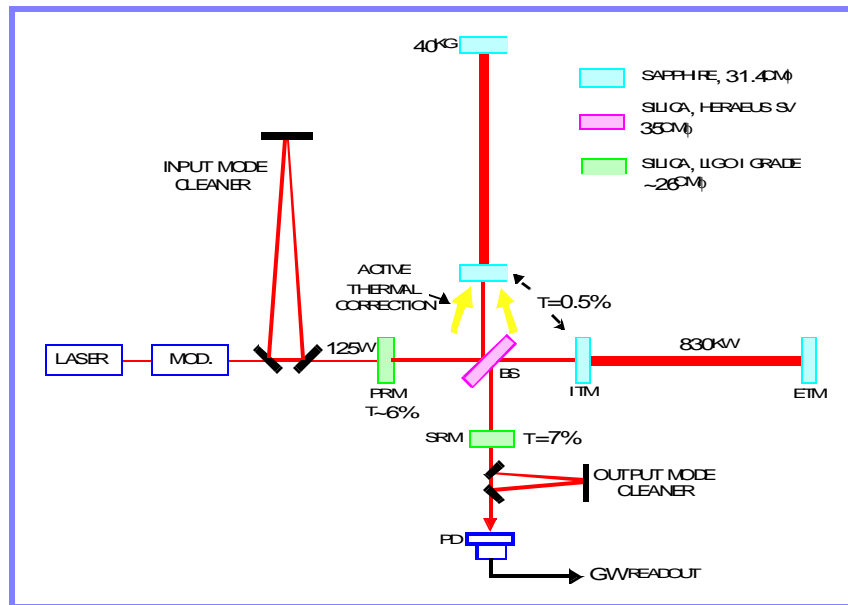 40KG
SAPPHIRE, 31.4CMϕ
SILICA, HERAEUS SV
35CMϕ
SILICA, LIGO I GRADE
~26CMϕ
INPUT MODE
CLEANER
ACTIVE
THERMAL
CORRECTION
T=0.5%
LASER
MOD.
125W
830KW
BS
PRM
T~6%
ITM
ETM
SRM
T=7%
OUTPUT MODE
CLEANER
PD
GW READOUT